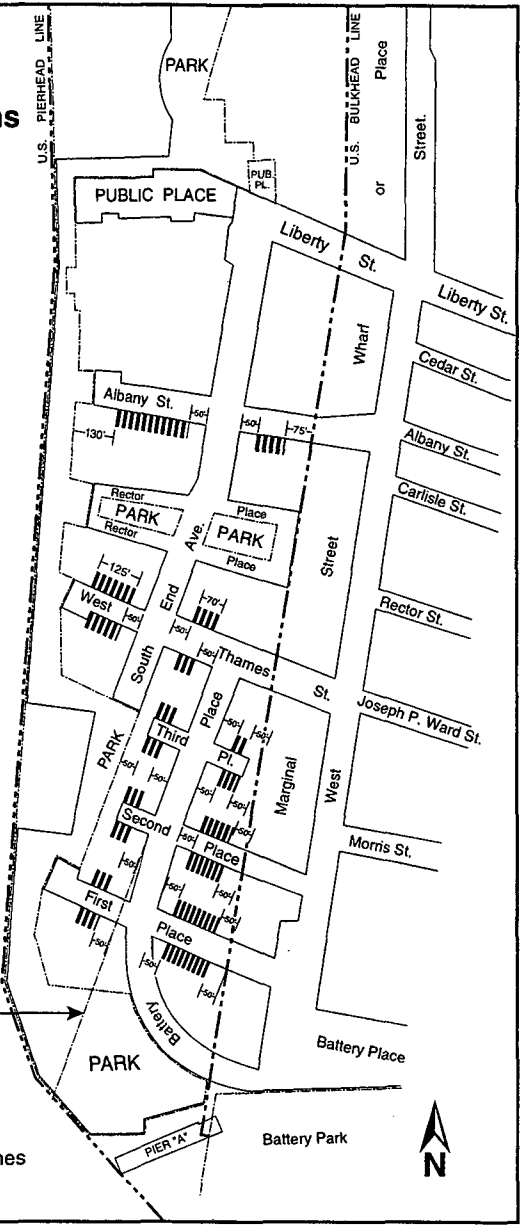 U.S. PIERHEAD LINE
PARK
U.S. BULKHEAD LINE
Place
or
Street.
ns
PUB.
PL.
PUBLIC PLACE
Liberty St.
Liberty St.
Wharf
Cedar St.
Albany St.
-50'-
-50'-
75'-
-130'-
Albany St.
Carlisle St.
Rector Place
PARK
PARK
Rector Place
Ave.
Street
-125'-
West
-50'-
End
-70'-
-50'-
-50'-
Rector St.
South
Thames St.
Joseph P. Ward St.
Place
PARK
Third Pl.
-50'-
-50'-
-50'-
-50'-
Marginal
West
-50'-
-50'-
Second Place
-50'-
-50'-
Morris St.
-50'-
-50'-
-50'-
First Place
-50'-
-50'-
-50'-
-50'-
Battery
Battery Place
PARK
PIER "A"
Battery Park
N
nes